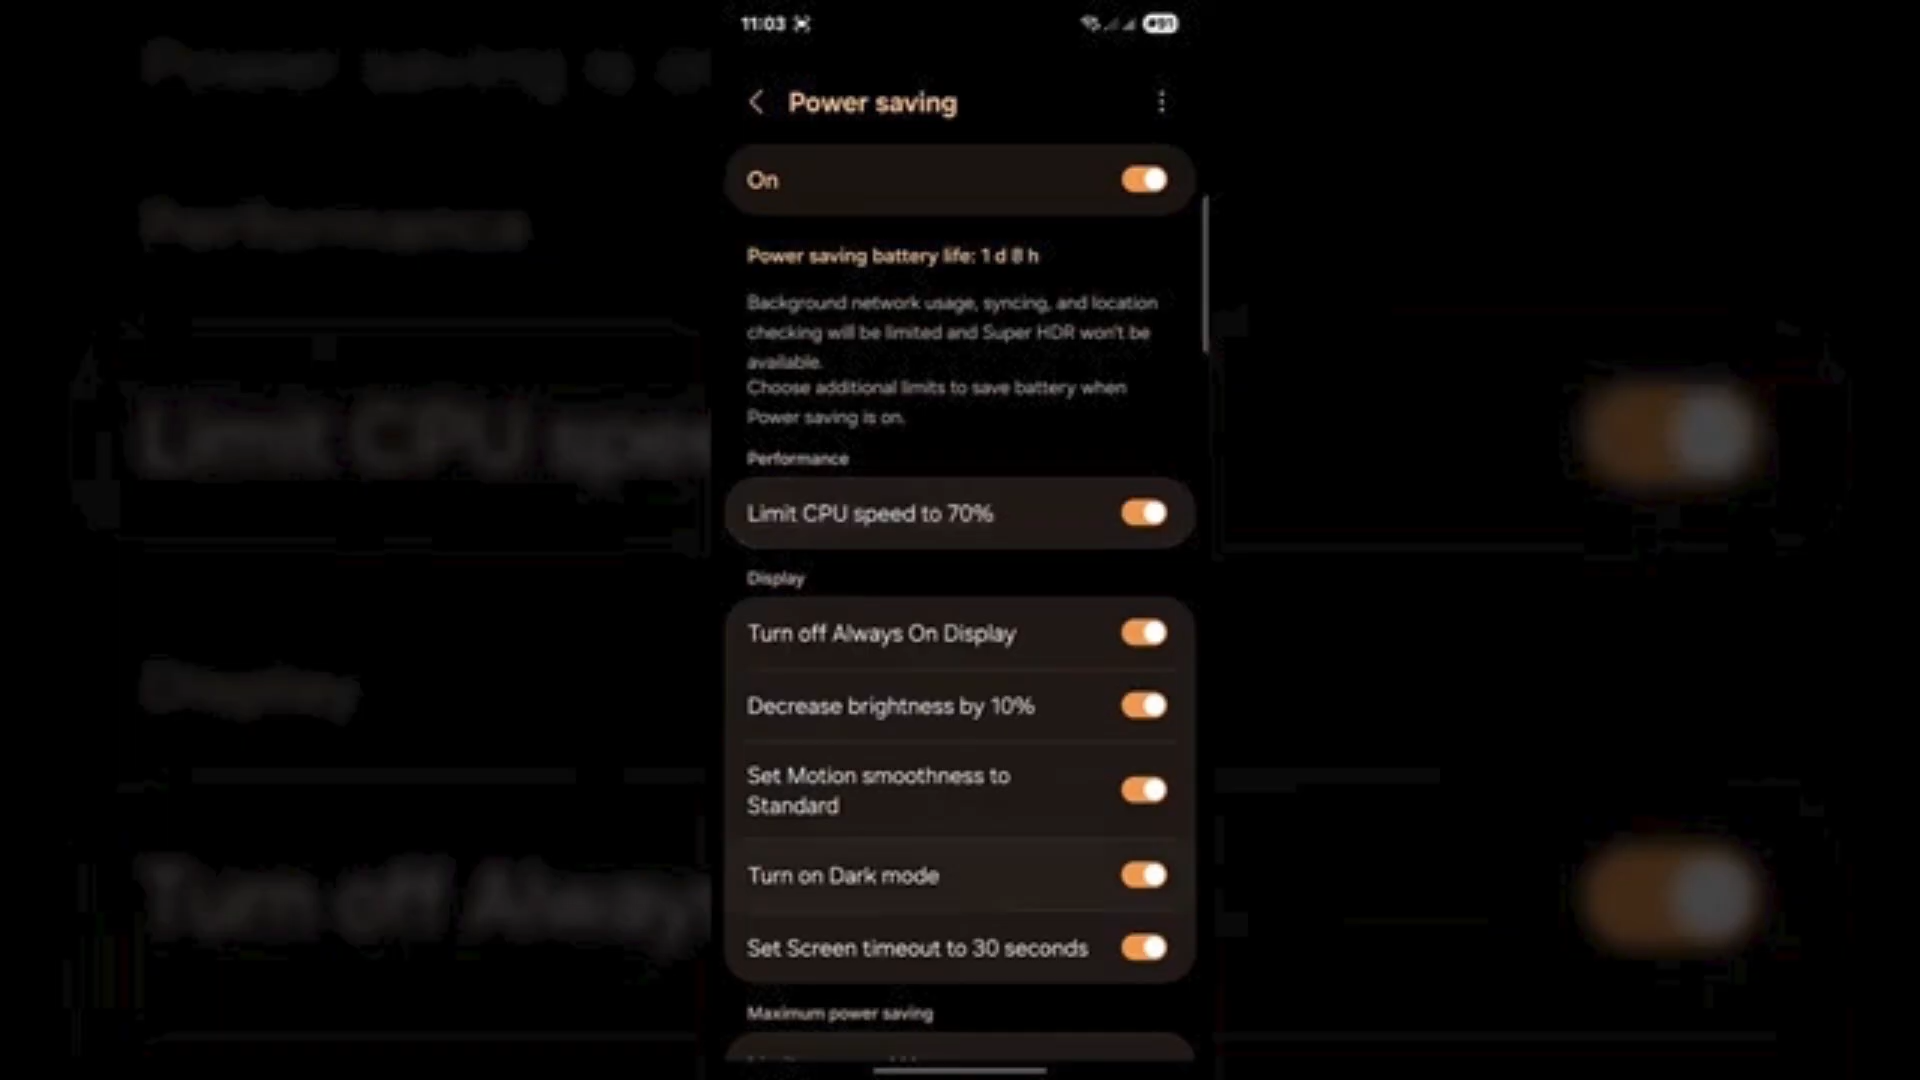 11:03
Power saving
On
Power saving battery life: 1 d 8 h
Background network usage, syncing, and location
checking will be limited and Super HDR won't be
available.
Choose additional limits to save battery when
Power saving is on.
Performance
Limit CPU speed to 70%
Display
Turn off Always On Display
Decrease brightness by 10%
Set Motion smoothness to
Standard
Turn on Dark mode
Set Screen timeout to 30 seconds
Maximum power saving